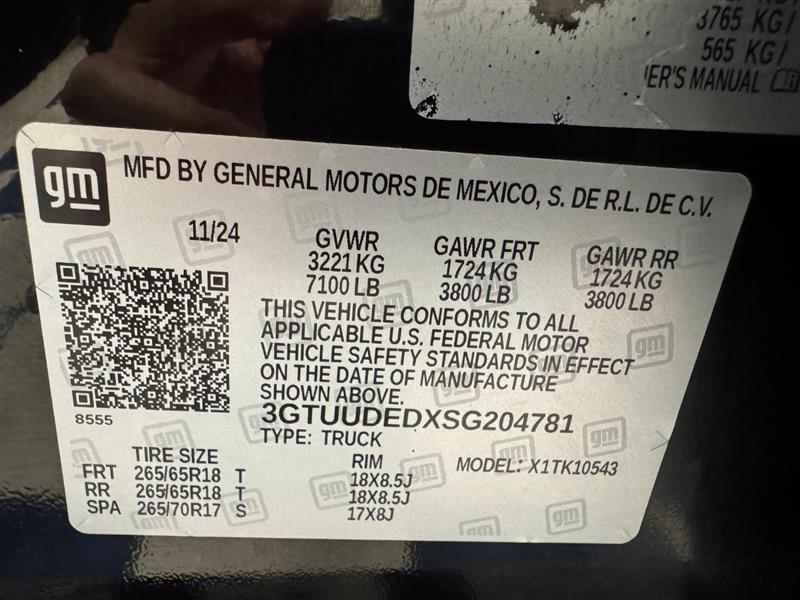 3765 KG/
565 KG/
ER'S MANUAL
gm
MFD BY GENERAL MOTORS DE MEXICO, S. DE R.L. DE C.V.
11/24 GVWR GAWR FRT GAWR RR
3221 KG 1724 KG 1724 KG
7100 LB 3800 LB 3800 LB
THIS VEHICLE CONFORMS TO ALL
APPLICABLE U.S. FEDERAL MOTOR
VEHICLE SAFETY STANDARDS IN EFFECT
ON THE DATE OF MANUFACTURE
SHOWN ABOVE.
8555 3GTUUDEDXSG204781
TYPE: TRUCK
TIRE SIZE RIM MODEL: X1TK10543
FRT 265/65R18 T 18X8.5J
RR 265/65R18 T 18X8.5J
SPA 265/70R17 S 17X8J